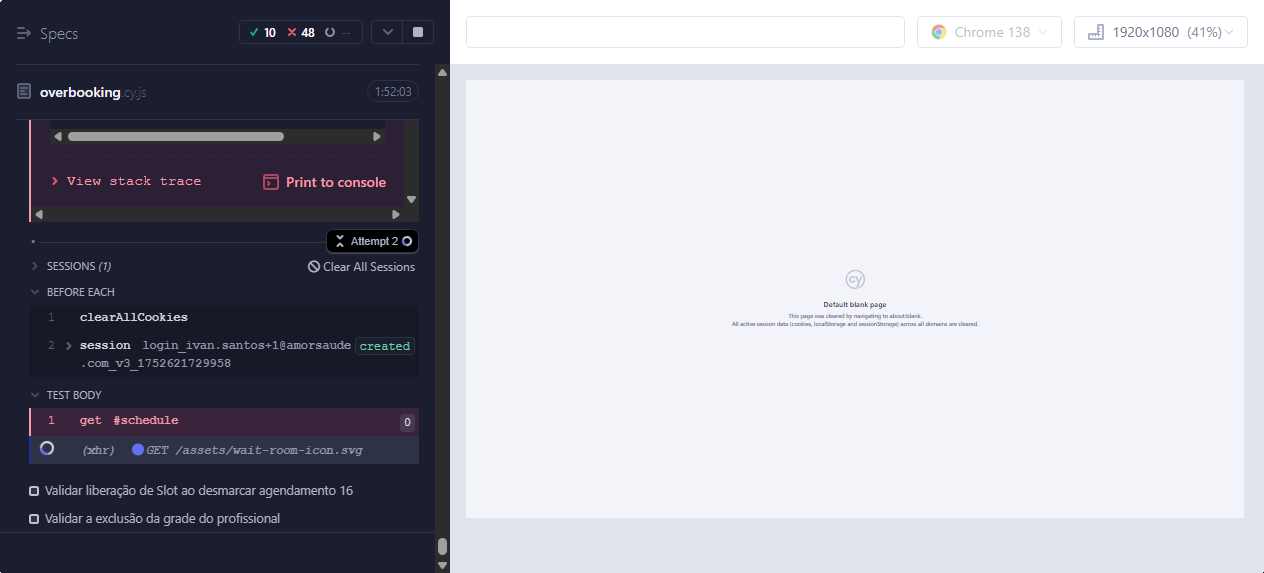 Specs
10 48 --
Chrome 138
1920x1080 (41%)
overbooking.cy.js
1:52:03
View stack trace
Print to console
Attempt 2
SESSIONS (1)
Clear All Sessions
BEFORE EACH
1 clearAllCookies
2 session login_ivan.santos+1@amorsaude created
.com_v3_1752621729958
TEST BODY
1 get #schedule 0
(xhr) GET /assets/wait-room-icon.svg
Validar liberação de Slot ao desmarcar agendamento 16
Validar a exclusão da grade do profissional
cy
Default blank page
This page was cleared by navigating to about:blank.
All active session data (cookies, localStorage and sessionStorage) across all domains are cleared.